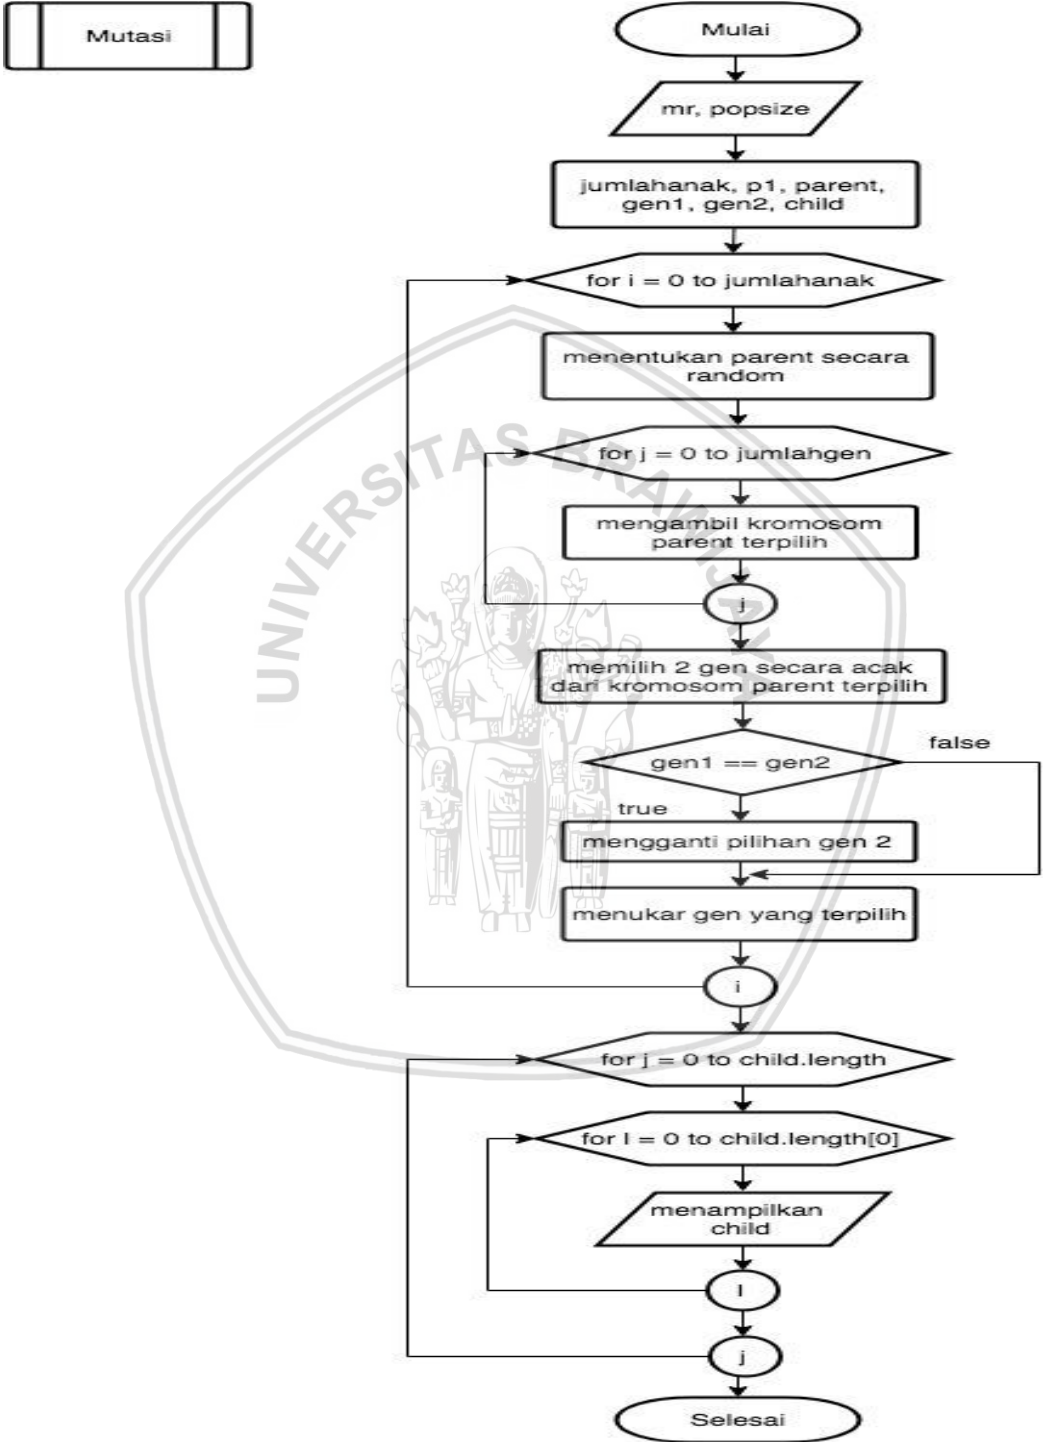 Mutasi
Mulai
mr, popsize
jumlahanak, p1, parent,
gen1, gen2, child
for i = 0 to jumlahanak
menentukan parent secara
random
for j = 0 to jumlahgen
mengambil kromosom
parent terpilih
j
memilih 2 gen secara acak
dari kromosom parent terpilih
false
gen1 == gen2
true
mengganti pilihan gen 2
menukar gen yang terpilih
i
for j = 0 to child.length
for l = 0 to child.length[0]
menampilkan
child
l
j
Selesai
UNIVERSITAS BRAWIJAYA